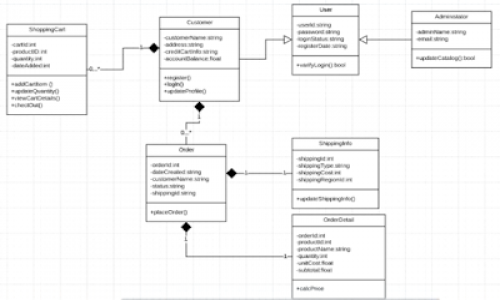 ShoppingCart
-cartId:int
-productID:int
-quantity:int
-dateAdded:int
+addCartItem ()
+updateQuantity()
+viewCartDetails()
+checkOut()
0..*
1
Customer
-customerName:string
-address:string
-creditCardInfo:string
-accountBalance:float
+register()
+login()
+updateProfile()
User
-userId:string
-password:string
-loginStatus:string
-registerDate:string
+verifyLogin():bool
Administrator
-adminName:string
-email:string
+updateCatalog():bool
1
0..*
Order
-orderId:int
-dateCreated:string
-customerName:string
-status:string
-shippingId:string
+placeOrder()
1
1
ShippingInfo
-shippingId:int
-shippingType:string
-shippingCost:int
-shippingRegionId:int
+updateShippingInfo()
1
1
OrderDetail
-orderId:int
-productId:int
-productName:string
-quantity:int
-unitCost:float
-subtotal:float
+calcPrice